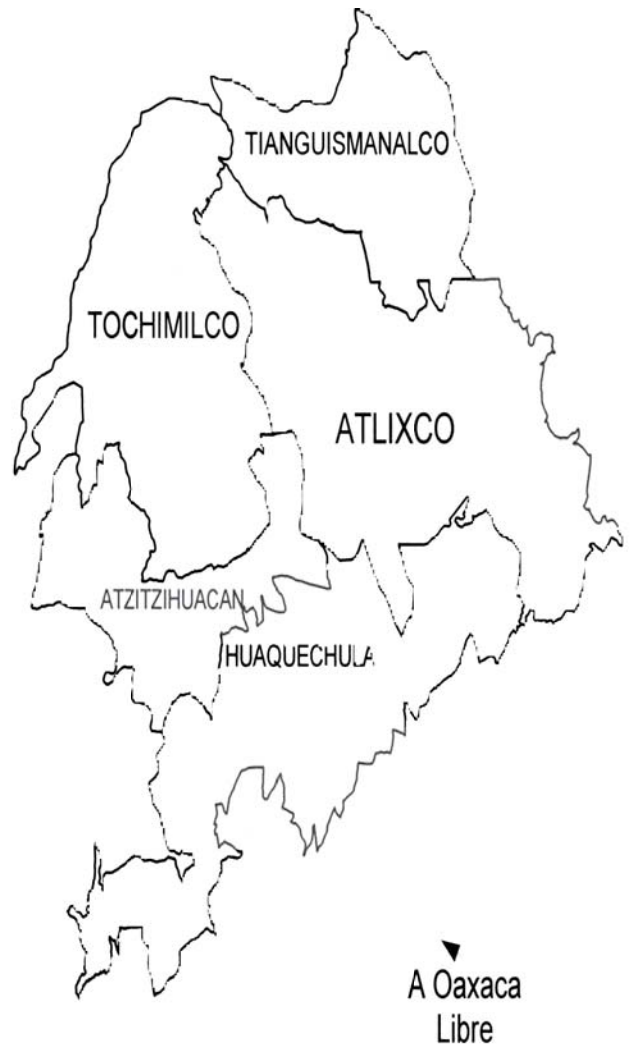 TIANGUISMANALCO
TOCHIMILCO
ATLIXCO
ATZITZIHUACAN
HUAQUECHULA
A Oaxaca
Libre